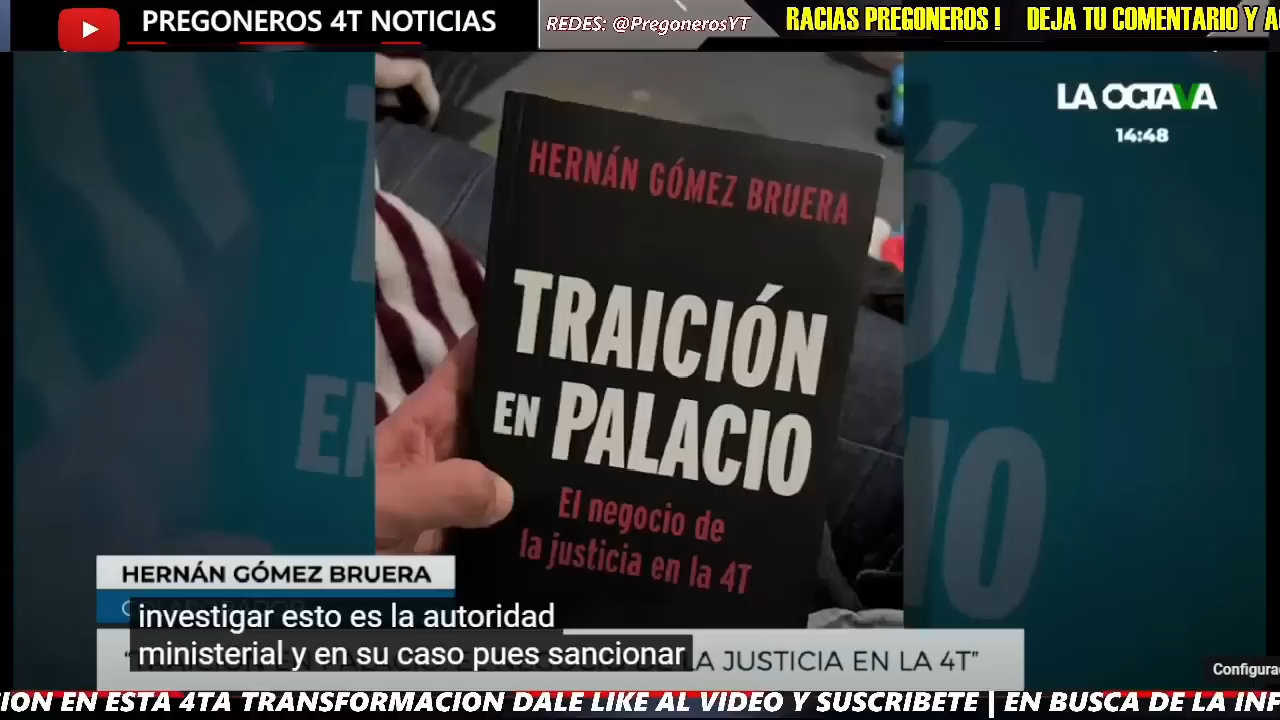 PREGONEROS 4T NOTICIAS
REDES: @PregonerosYT
RACIAS PREGONEROS ! DEJA TU COMENTARIO Y A
LA OCTAVA
14:48
HERNÁN GÓMEZ BRUERA
TRAICIÓN
EN PALACIO
El negocio de
la justicia en la 4T
HERNÁN GÓMEZ BRUERA
investigar esto es la autoridad
ministerial y en su caso pues sancionar
LA JUSTICIA EN LA 4T”
Configura
ION EN ESTA 4TA TRANSFORMACION DALE LIKE AL VIDEO Y SUSCRIBETE | EN BUSCA DE LA INF